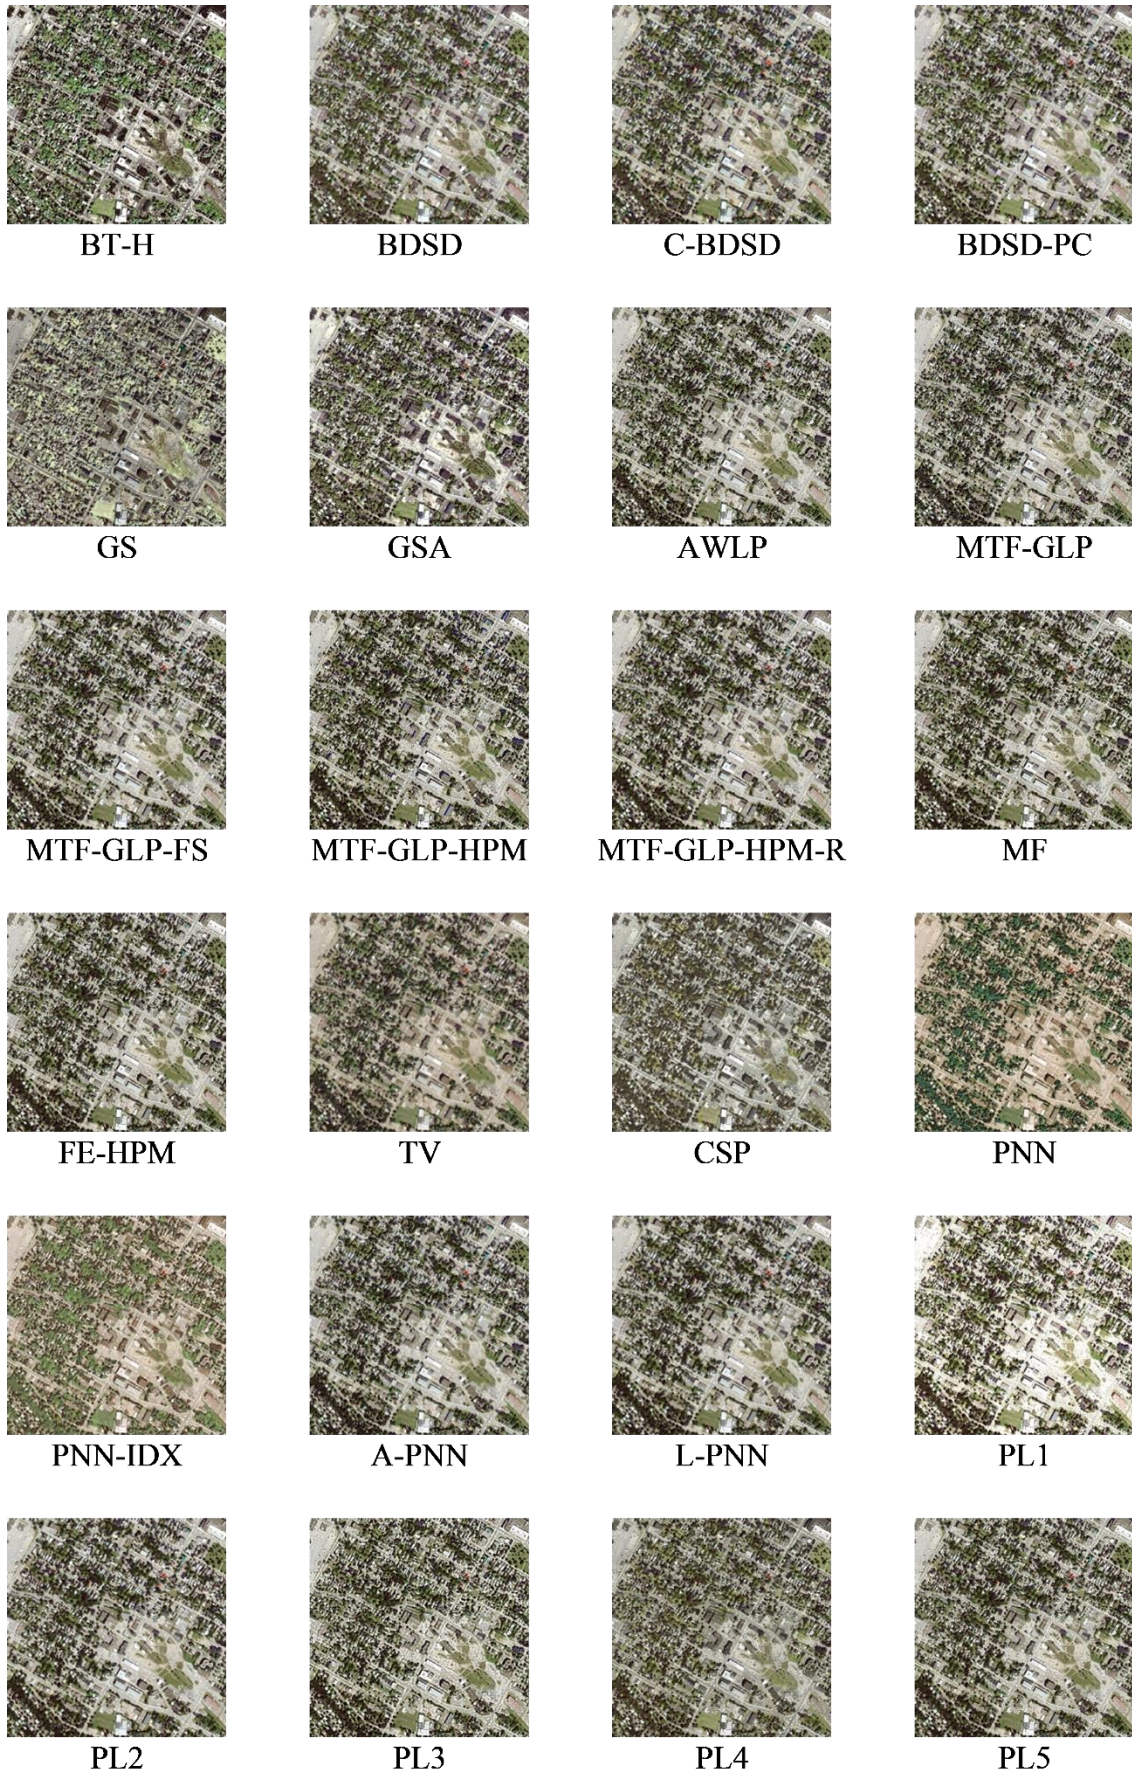 BT-H BDSD C-BDSD BDSD-PC
GS GSA AWLP MTF-GLP
MTF-GLP-FS MTF-GLP-HPM MTF-GLP-HPM-R MF
FE-HPM TV CSP PNN
PNN-IDX A-PNN L-PNN PL1
PL2 PL3 PL4 PL5